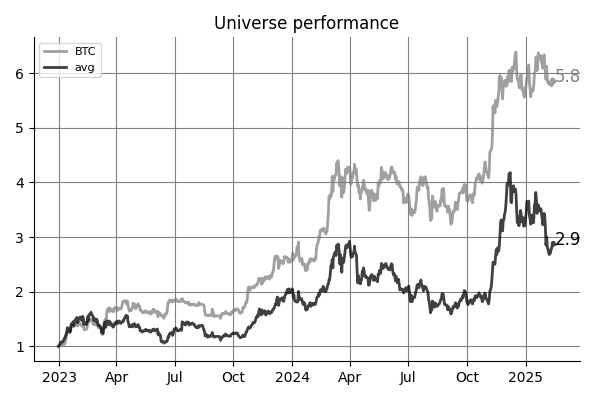 Universe performance
BTC
avg
6
5
4
3
2
1
5.8
2.9
2023
Apr
Jul
Oct
2024
Apr
Jul
Oct
2025